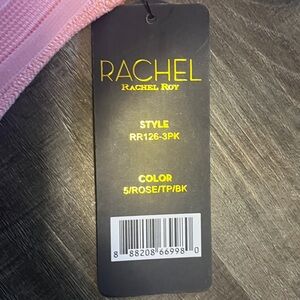 RACHEL
RACHEL ROY
STYLE
RR126-3PK
COLOR
5/ROSE/TP/BK
8 88208 66998 0